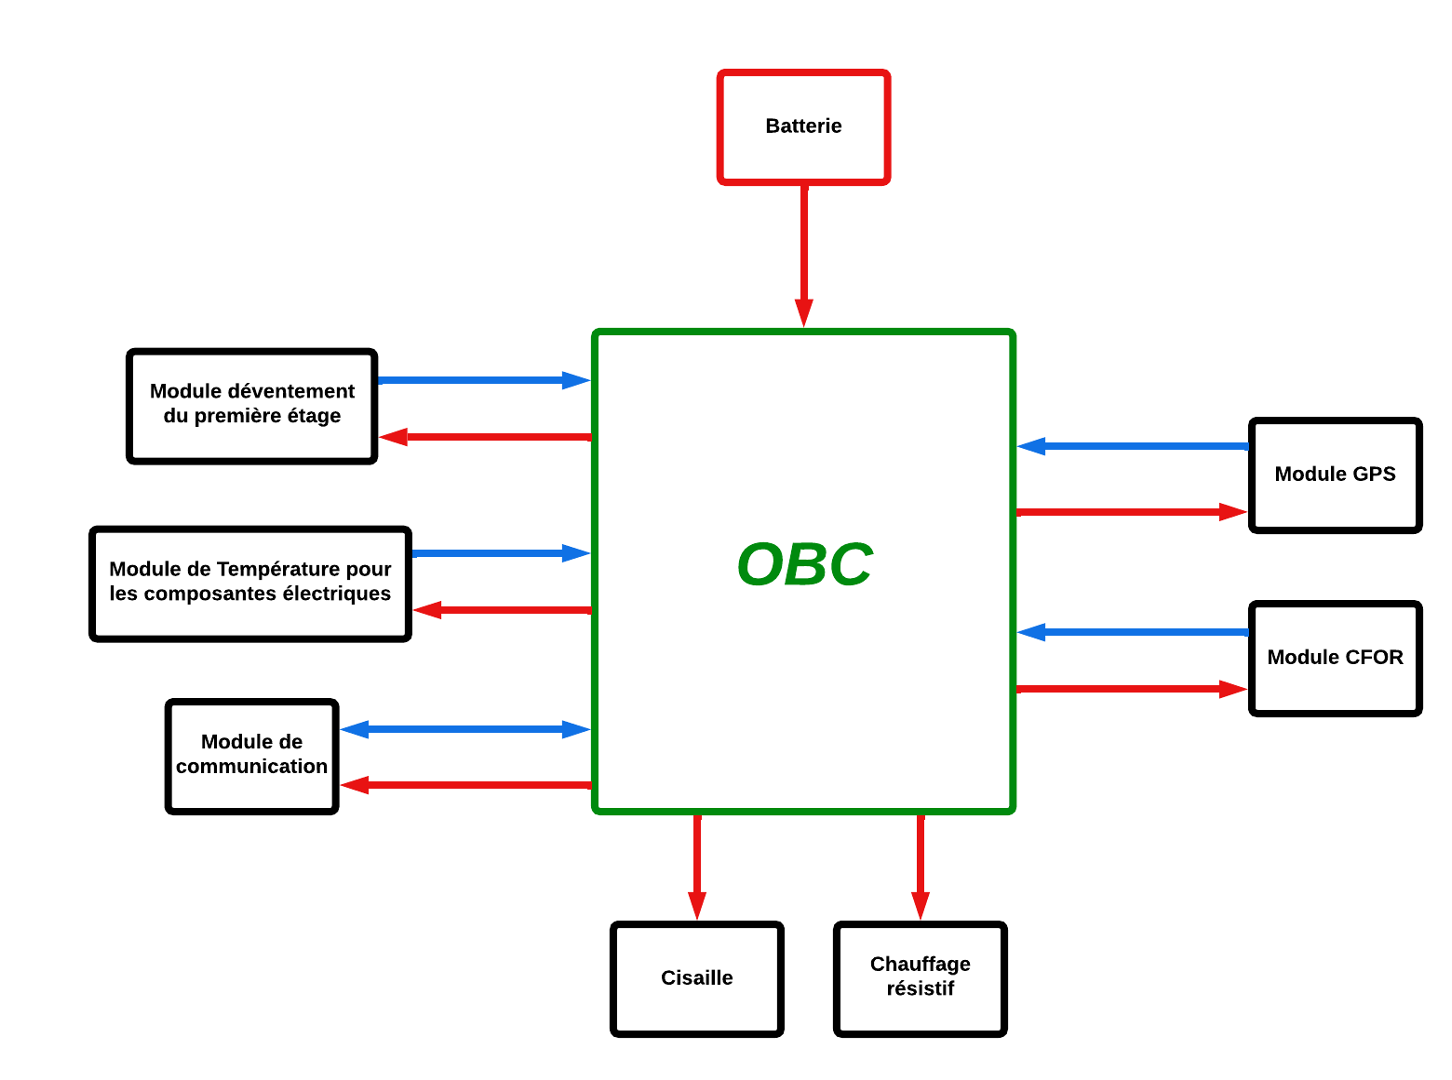 Batterie
Module déventement
du première étage
Module GPS
OBC
Module de Température pour
les composantes électriques
Module CFOR
Module de
communication
Cisaille
Chauffage
résistif